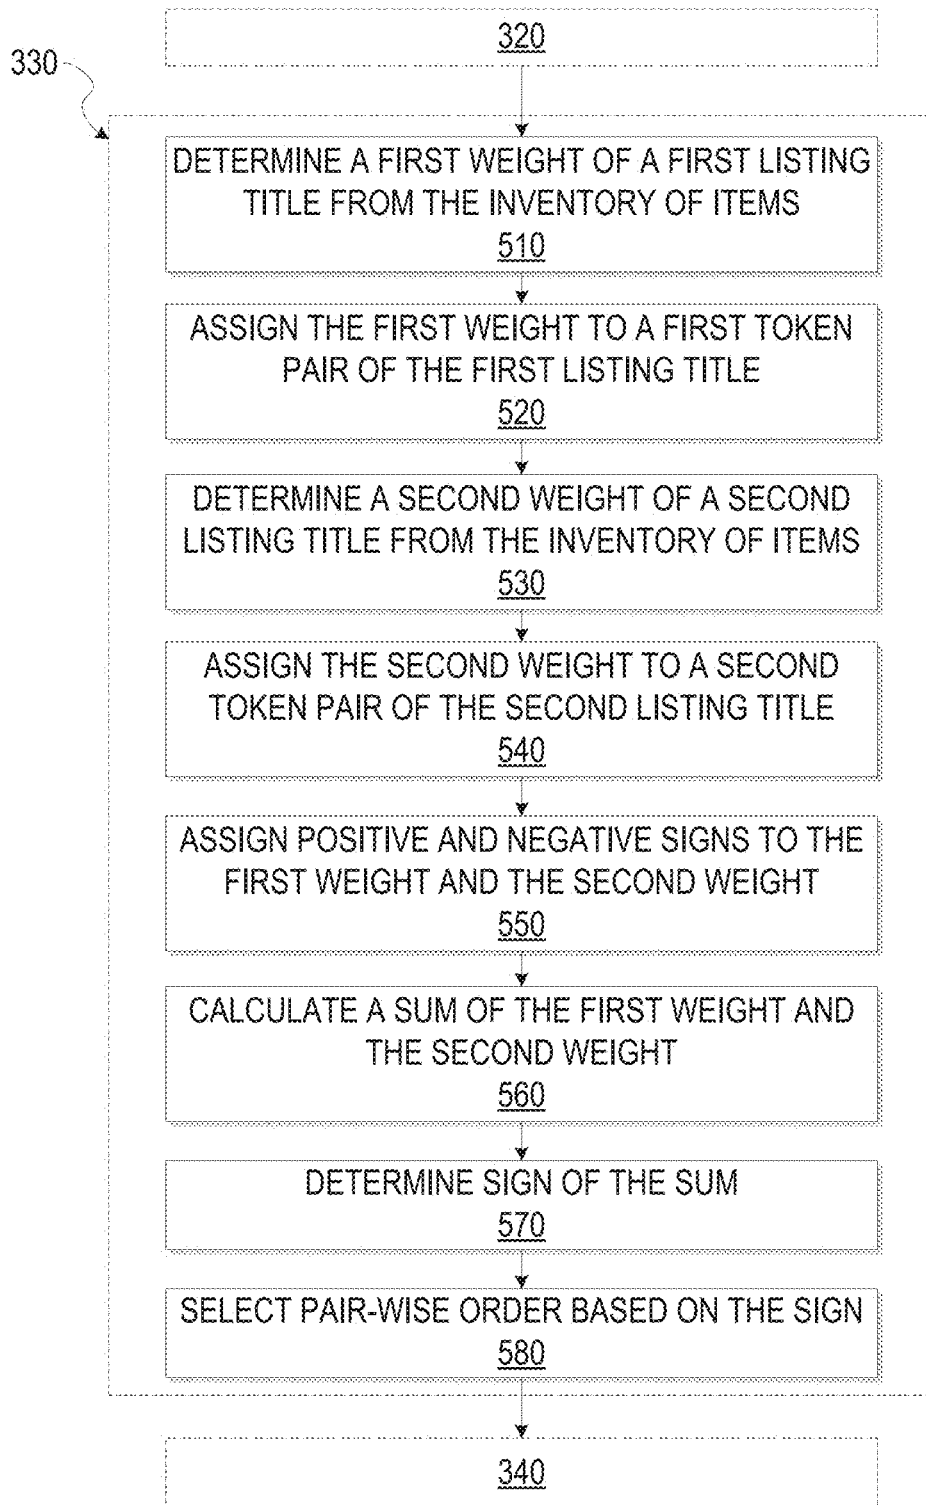 320
330
DETERMINE A FIRST WEIGHT OF A FIRST LISTING
TITLE FROM THE INVENTORY OF ITEMS
510
ASSIGN THE FIRST WEIGHT TO A FIRST TOKEN
PAIR OF THE FIRST LISTING TITLE
520
DETERMINE A SECOND WEIGHT OF A SECOND
LISTING TITLE FROM THE INVENTORY OF ITEMS
530
ASSIGN THE SECOND WEIGHT TO A SECOND
TOKEN PAIR OF THE SECOND LISTING TITLE
540
ASSIGN POSITIVE AND NEGATIVE SIGNS TO THE
FIRST WEIGHT AND THE SECOND WEIGHT
550
CALCULATE A SUM OF THE FIRST WEIGHT AND
THE SECOND WEIGHT
560
DETERMINE SIGN OF THE SUM
570
SELECT PAIR-WISE ORDER BASED ON THE SIGN
580
340